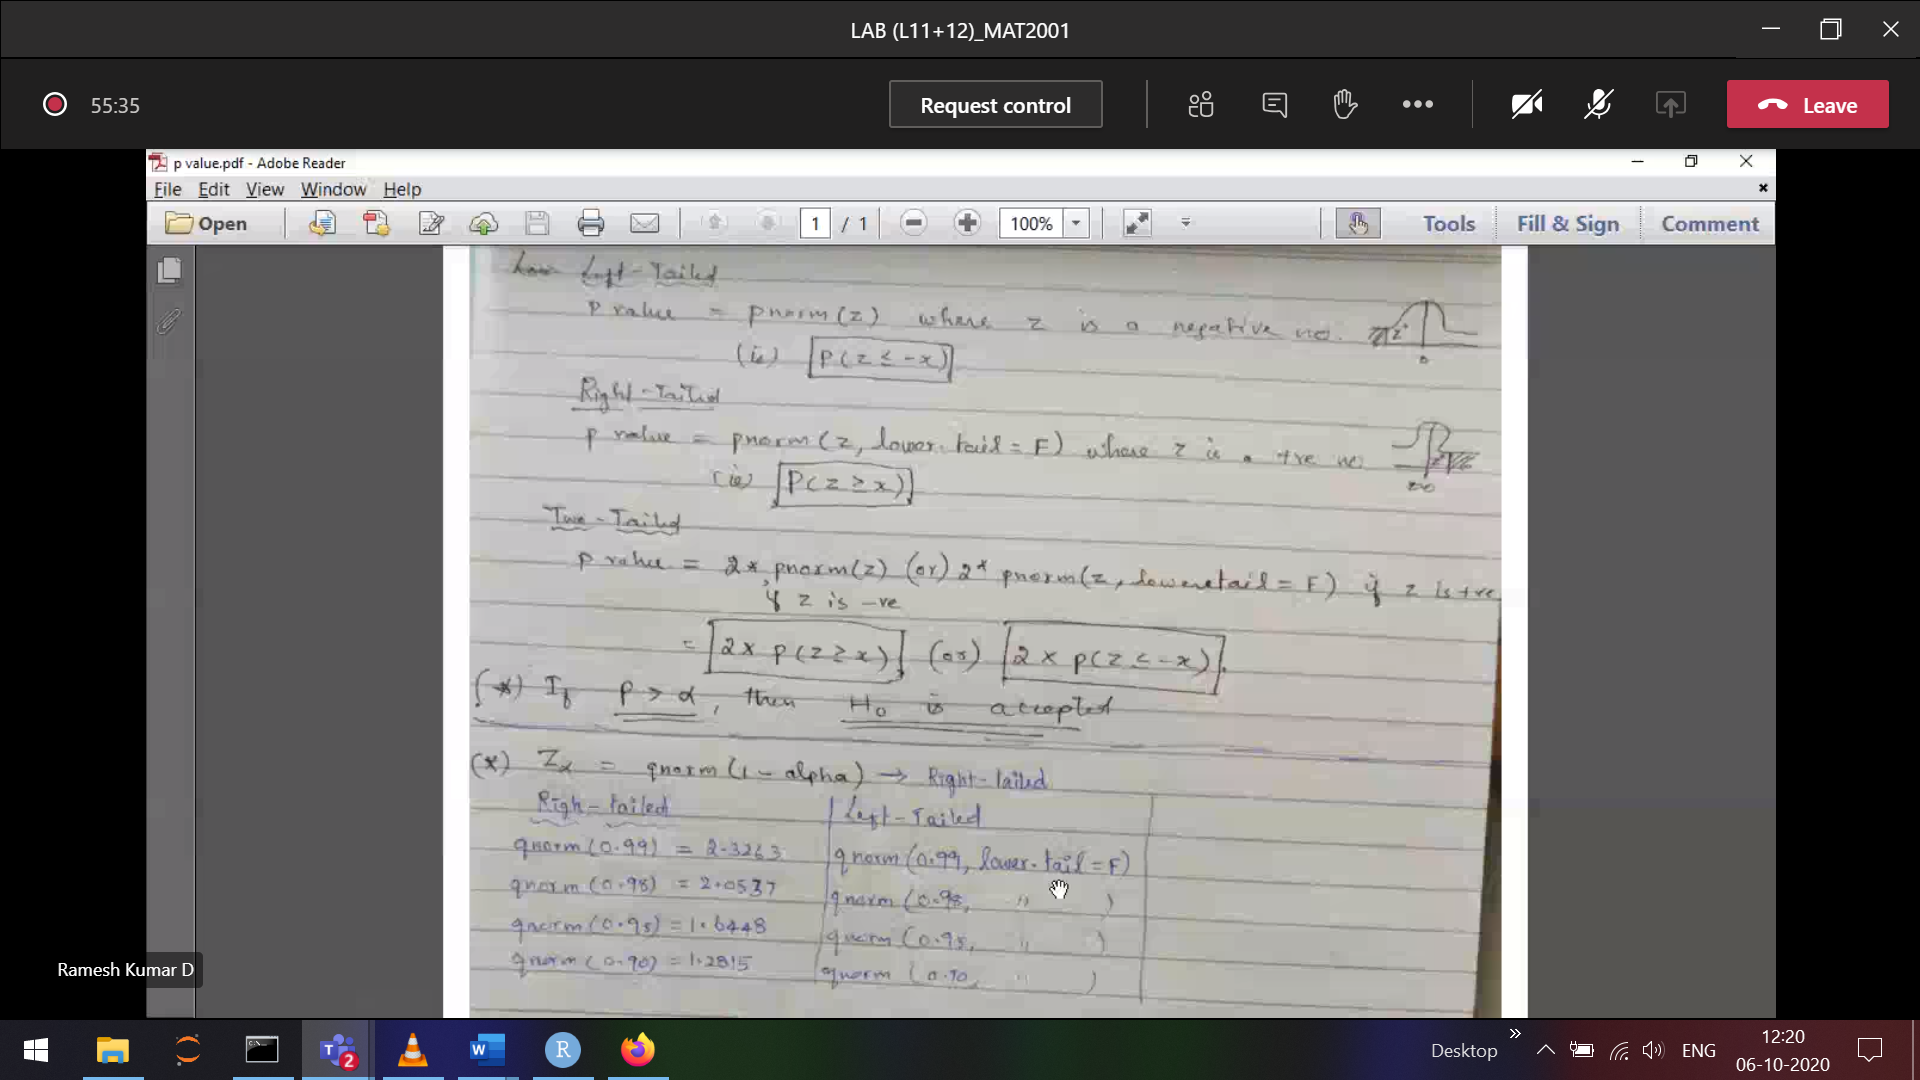 LAB (L11+12)_MAT2001
55:35
Request control
Leave
p value.pdf - Adobe Reader
File Edit View Window Help
Open
1 / 1
100%
Tools
Fill & Sign
Comment
Left-Tailed
p value = pnorm(z) where z is a negative no.
(ie) P(z ≤ -x)
Right-Tailed
p value = pnorm(z, lower.tail = F) where z is a +ve no
(ie) P(z ≥ x)
Two-Tailed
p value = 2*pnorm(z) (or) 2* pnorm(z, lower.tail = F) if z is +ve
if z is -ve
= 2 x p(z ≥ x) (or) 2 x p(z ≤ -x).
(*) If p > α, then H0 is accepted
(*) Zα = qnorm(1-alpha) → Right-tailed
Righ-tailed
Left-Tailed
qnorm(0.99) = 2.3263
qnorm(0.99, lower.tail = F)
qnorm(0.98) = 2.0537
qnorm(0.98, " )
qnorm(0.95) = 1.6448
qnorm(0.95, " )
qnorm(0.90) = 1.2815
qnorm(0.90, " )
Ramesh Kumar D
2
W
R
Desktop
ENG
12:20
06-10-2020